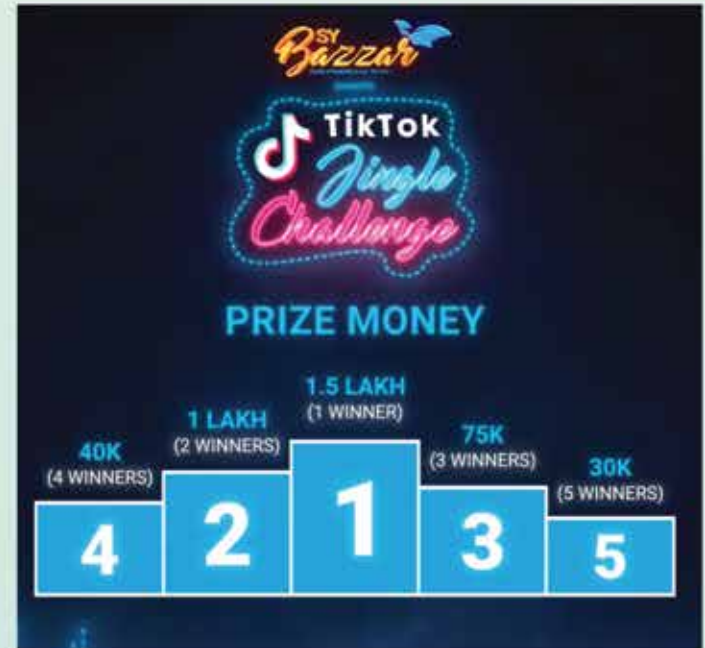 SY
Bazzar
TikTok
Jingle
Challenge
PRIZE MONEY
1.5 LAKH
(1 WINNER)
1 LAKH
(2 WINNERS)
75K
(3 WINNERS)
40K
(4 WINNERS)
30K
(5 WINNERS)
4 2 1 3 5